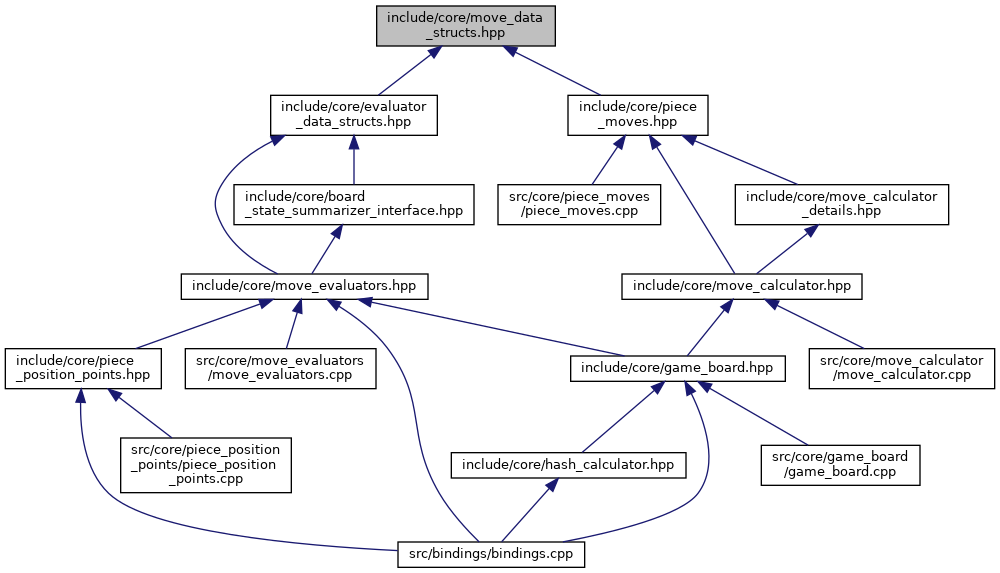 include/core/move_data
_structs.hpp
include/core/evaluator
_data_structs.hpp
include/core/piece
_moves.hpp
include/core/board
_state_summarizer_interface.hpp
src/core/piece_moves
/piece_moves.cpp
include/core/move_calculator
_details.hpp
include/core/move_evaluators.hpp
include/core/move_calculator.hpp
include/core/piece
_position_points.hpp
src/core/move_evaluators
/move_evaluators.cpp
include/core/game_board.hpp
src/core/move_calculator
/move_calculator.cpp
src/core/piece_position
_points/piece_position
_points.cpp
include/core/hash_calculator.hpp
src/core/game_board
/game_board.cpp
src/bindings/bindings.cpp